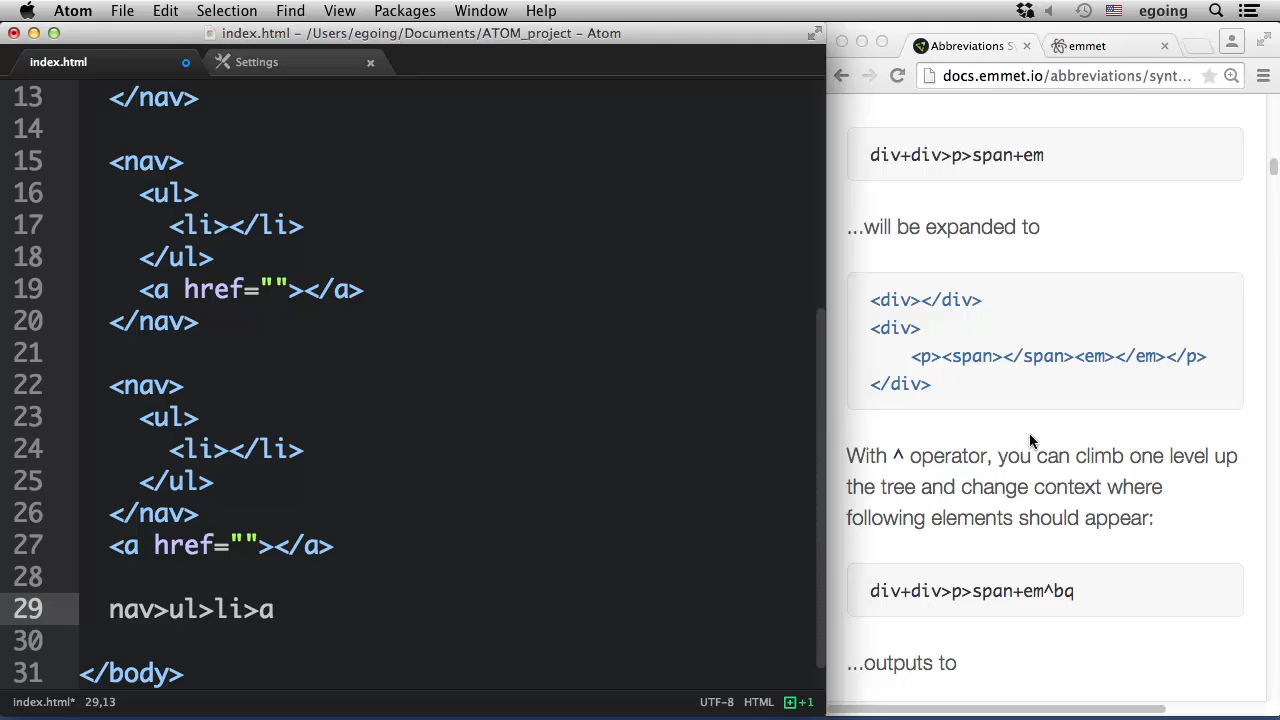 Atom File Edit Selection Find View Packages Window Help egoing
index.html – /Users/egoing/Documents/ATOM_project – Atom
index.html Settings
13 </nav>
14
15 <nav>
16 <ul>
17 <li></li>
18 </ul>
19 <a href=""></a>
20 </nav>
21
22 <nav>
23 <ul>
24 <li></li>
25 </ul>
26 </nav>
27 <a href=""></a>
28
29 nav>ul>li>a
30
31 </body>
index.html* 29,13 UTF-8 HTML +1
Abbreviations S emmet
docs.emmet.io/abbreviations/synt...
div+div>p>span+em
...will be expanded to
<div></div>
<div>
<p><span></span><em></em></p>
</div>
With ^ operator, you can climb one level up
the tree and change context where
following elements should appear:
div+div>p>span+em^bq
...outputs to